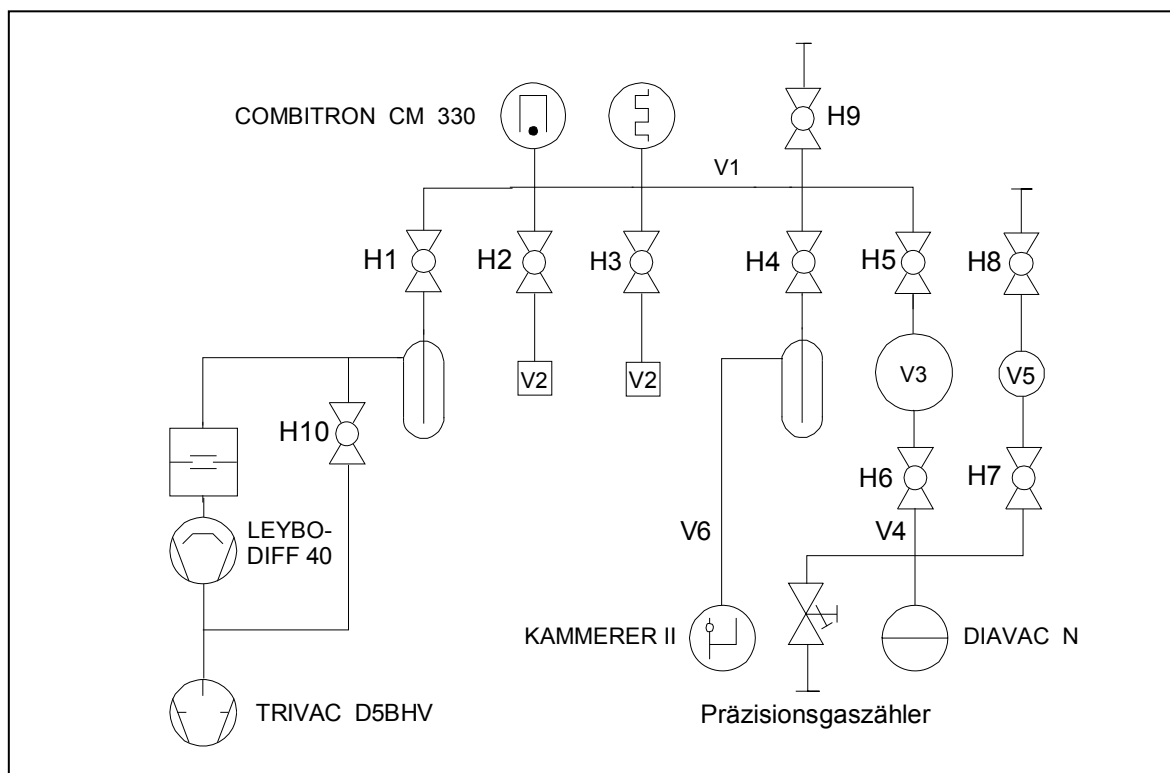 COMBITRON CM 330
H9
V1
H1
H2
H3
H4
H5
H8
V2
V2
V3
V5
H10
H6
H7
LEYBO-
DIFF 40
V6
V4
KAMMERER II
DIAVAC N
TRIVAC D5BHV
Präzisionsgaszähler